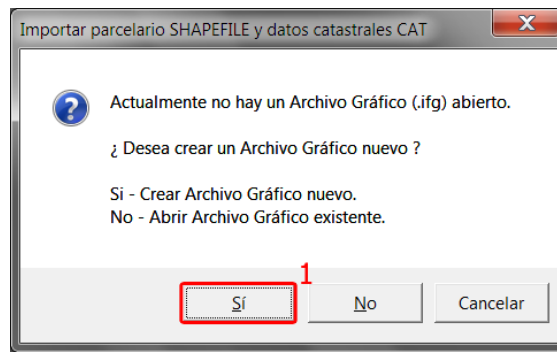 Importar parcelario SHAPEFILE y datos catastrales CAT
X
Actualmente no hay un Archivo Gráfico (.ifg) abierto.
¿ Desea crear un Archivo Gráfico nuevo ?
Si - Crear Archivo Gráfico nuevo.
No - Abrir Archivo Gráfico existente.
1
Sí No Cancelar